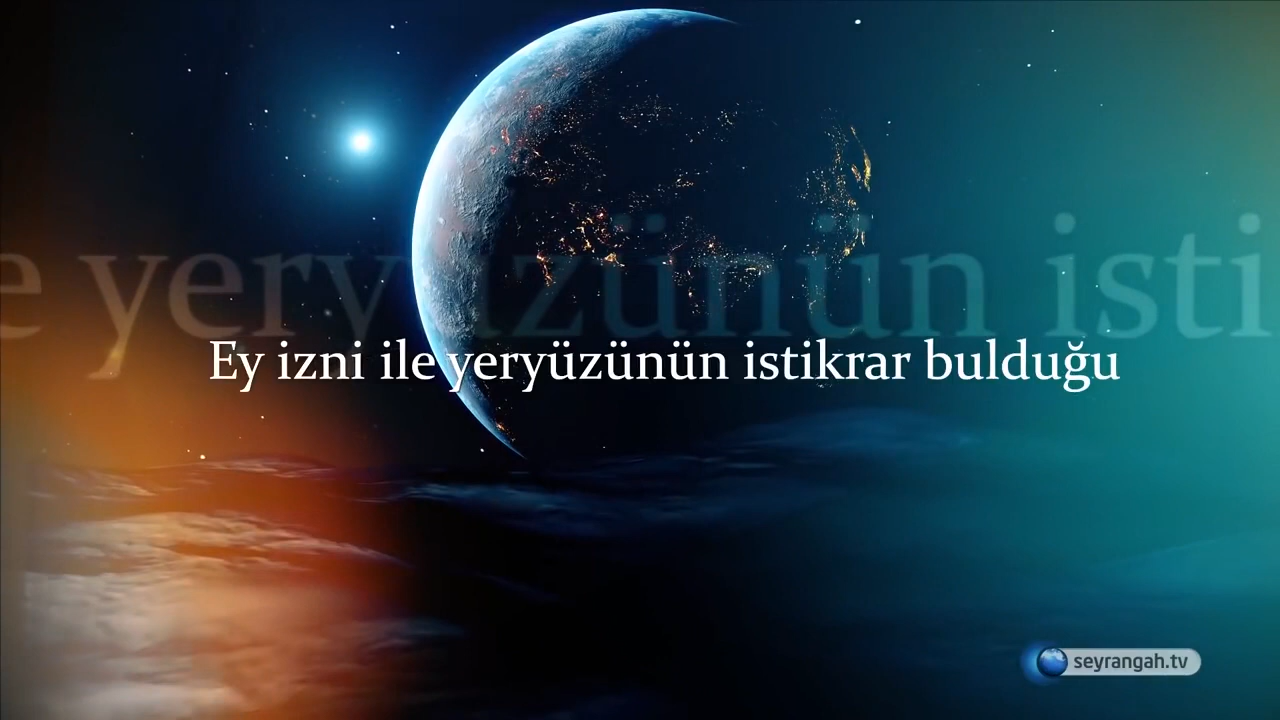 e yeryüzünün isti
Ey izni ile yeryüzünün istikrar bulduğu
seyrangah.tv